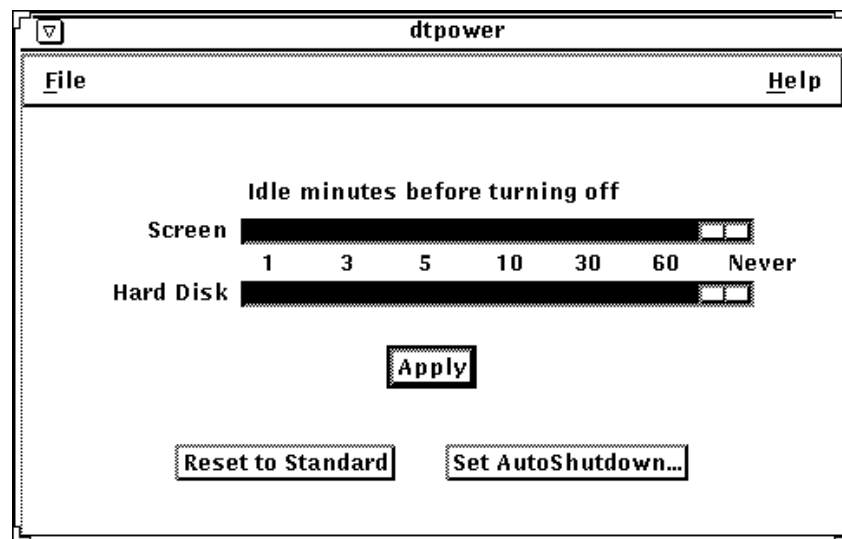 dtpower
File Help
Idle minutes before turning off
Screen
1 3 5 10 30 60 Never
Hard Disk
Apply
Reset to Standard Set AutoShutdown...